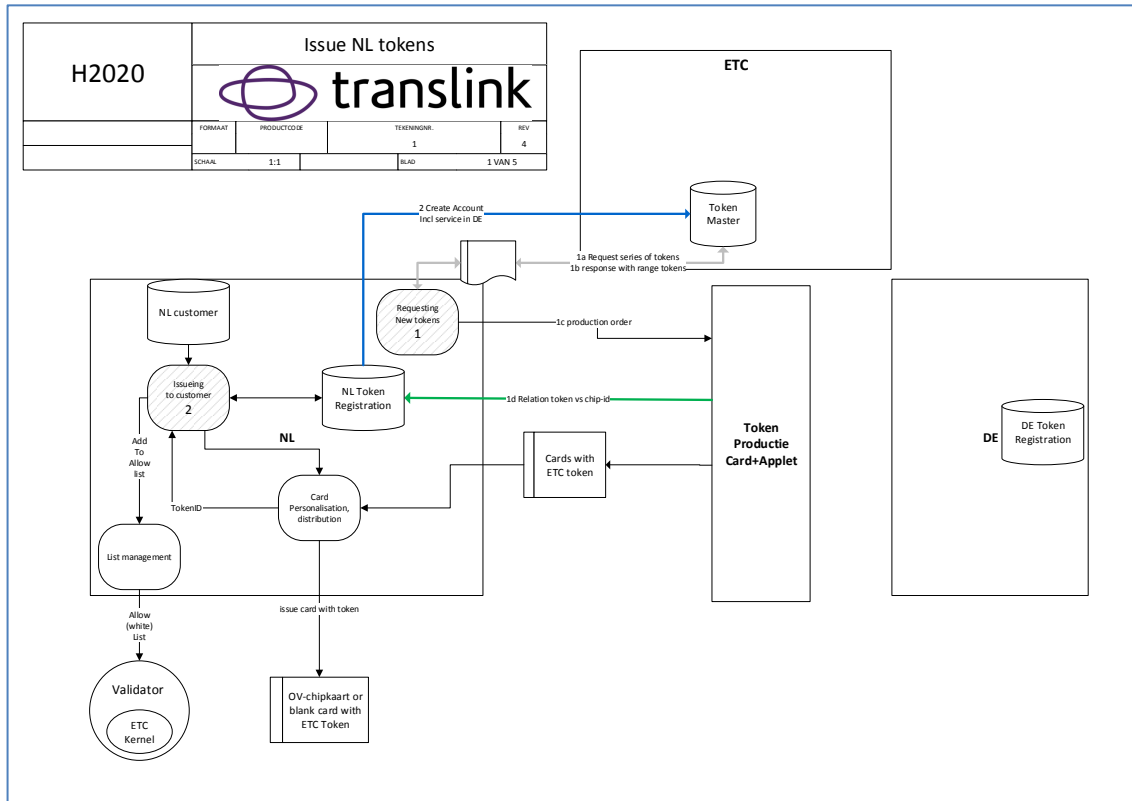 H2020
Issue NL tokens
translink
FORMAAT
PRODUCTCODE
TEKENINGNR.
REV
1
4
SCHAAL
1:1
BLAD
1 VAN 5
ETC
Token
Master
2 Create Account
Incl service in DE
1a Request series of tokens
1b response with range tokens
NL customer
Requesting
New tokens
1
1c production order
Issueing
to customer
2
NL Token
Registration
1d Relation token vs chip-id
NL
Add
To
Allow
list
TokenID
Card
Personalisation,
distribution
Cards with
ETC token
Token
Productie
Card+Applet
DE
DE Token
Registration
List management
issue card with token
Allow
(white)
List
Validator
ETC
Kernel
OV-chipkaart or
blank card with
ETC Token